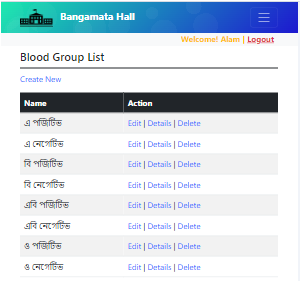 Bangamata Hall
Welcome! Alam | Logout
Blood Group List
Create New
Name Action
এ পজিটিভ Edit | Details | Delete
এ নেগেটিভ Edit | Details | Delete
বি পজিটিভ Edit | Details | Delete
বি নেগেটিভ Edit | Details | Delete
এবি পজিটিভ Edit | Details | Delete
এবি নেগেটিভ Edit | Details | Delete
ও পজিটিভ Edit | Details | Delete
ও নেগেটিভ Edit | Details | Delete